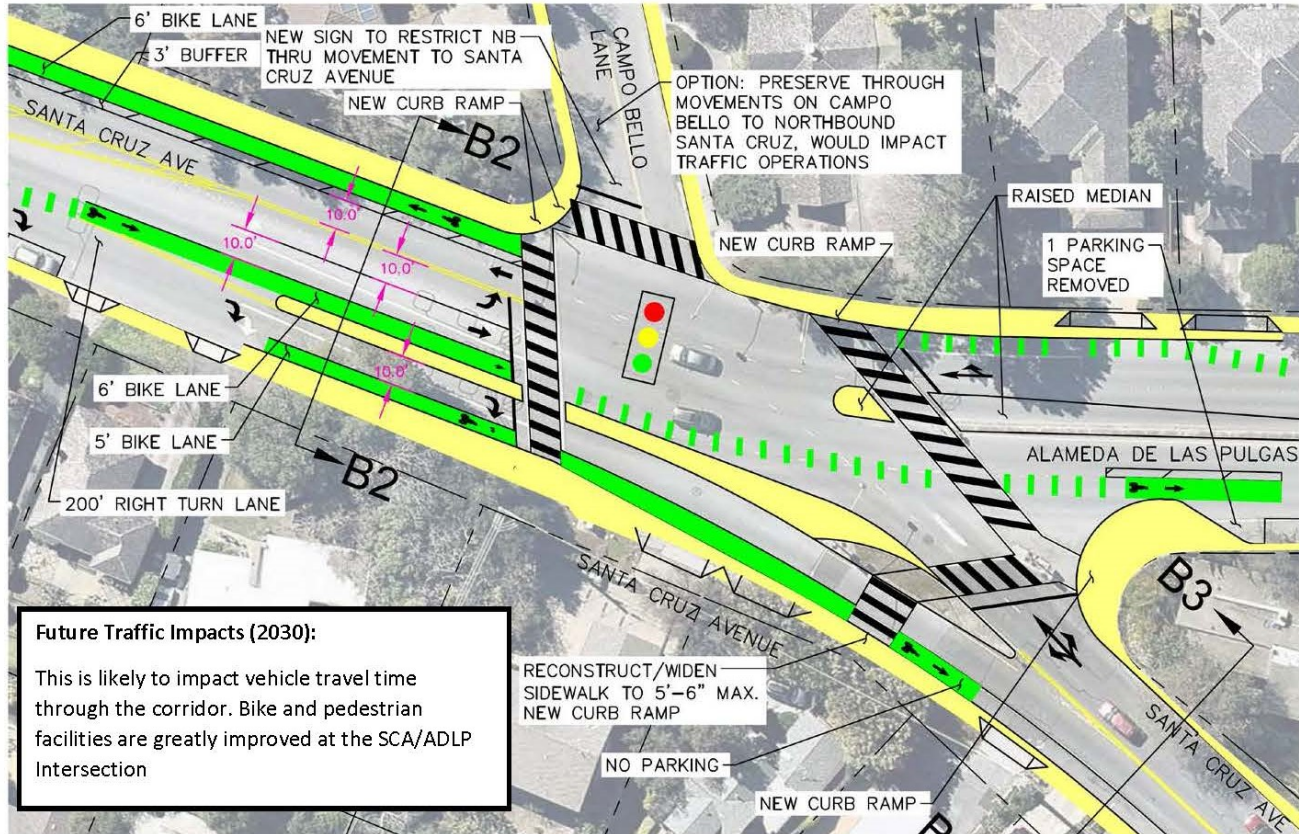 6' BIKE LANE
3' BUFFER
NEW SIGN TO RESTRICT NB
THRU MOVEMENT TO SANTA
CRUZ AVENUE
NEW CURB RAMP
SANTA CRUZ AVE
B2
CAMPO BELLO
LANE
OPTION: PRESERVE THROUGH
MOVEMENTS ON CAMPO
BELLO TO NORTHBOUND
SANTA CRUZ, WOULD IMPACT
TRAFFIC OPERATIONS
RAISED MEDIAN
NEW CURB RAMP
1 PARKING
SPACE
REMOVED
10.0'
10.0'
10.0'
10.0'
6' BIKE LANE
5' BIKE LANE
B2
200' RIGHT TURN LANE
ALAMEDA DE LAS PULGAS
SANTA CRUZ AVENUE
B3
RECONSTRUCT/WIDEN
SIDEWALK TO 5'-6" MAX.
NEW CURB RAMP
NO PARKING
NEW CURB RAMP
SANTA CRUZ AVE
Future Traffic Impacts (2030):
This is likely to impact vehicle travel time
through the corridor. Bike and pedestrian
facilities are greatly improved at the SCA/ADLP
Intersection